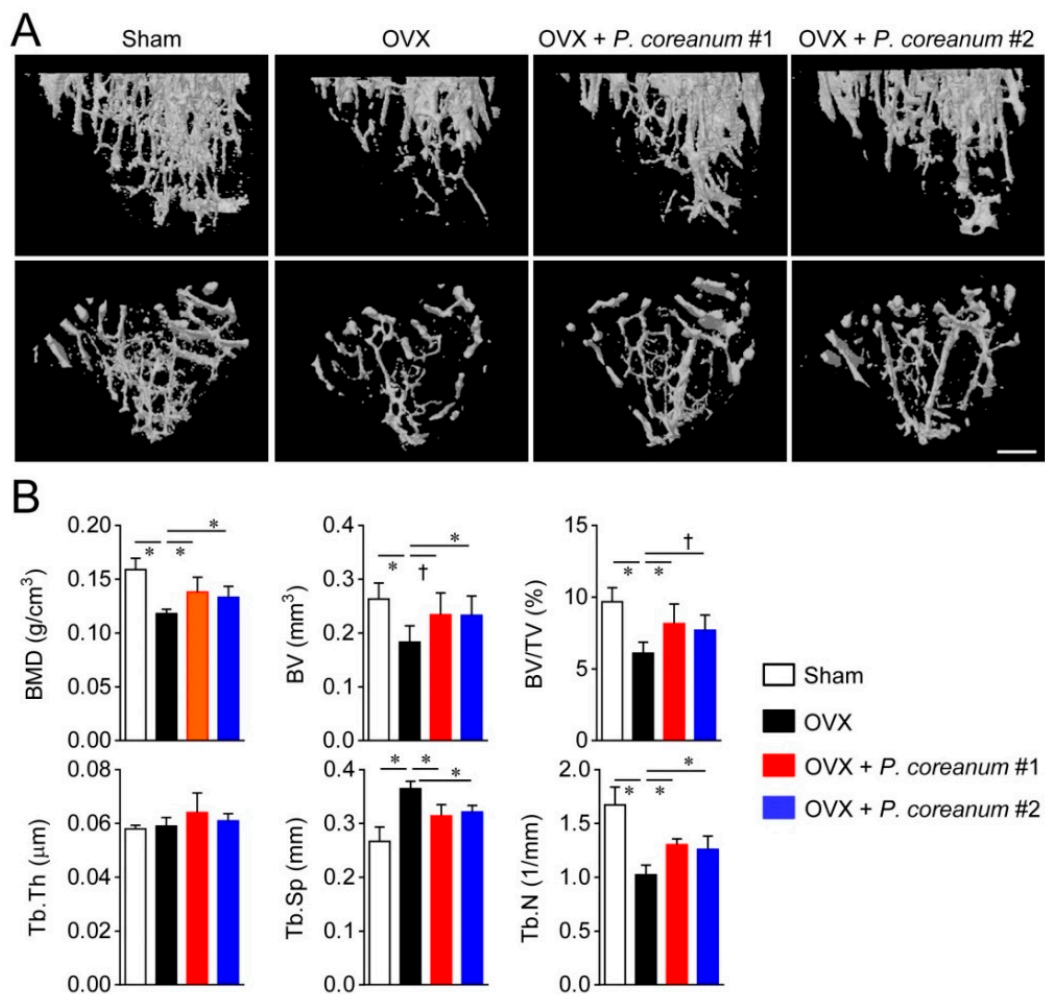 A
Sham OVX OVX + P. coreanum #1 OVX + P. coreanum #2
B
BMD (g/cm³)
0.20
0.15
0.10
0.05
0.00
* * *
BV (mm³)
0.4
0.3
0.2
0.1
0.0
* † *
BV/TV (%)
15
10
5
0
* * †
Sham
OVX
OVX + P. coreanum #1
OVX + P. coreanum #2
Tb.Th (μm)
0.08
0.06
0.04
0.02
0.00
Tb.Sp (mm)
0.4
0.3
0.2
0.1
0.0
* * *
Tb.N (1/mm)
2.0
1.5
1.0
0.5
0.0
* * *